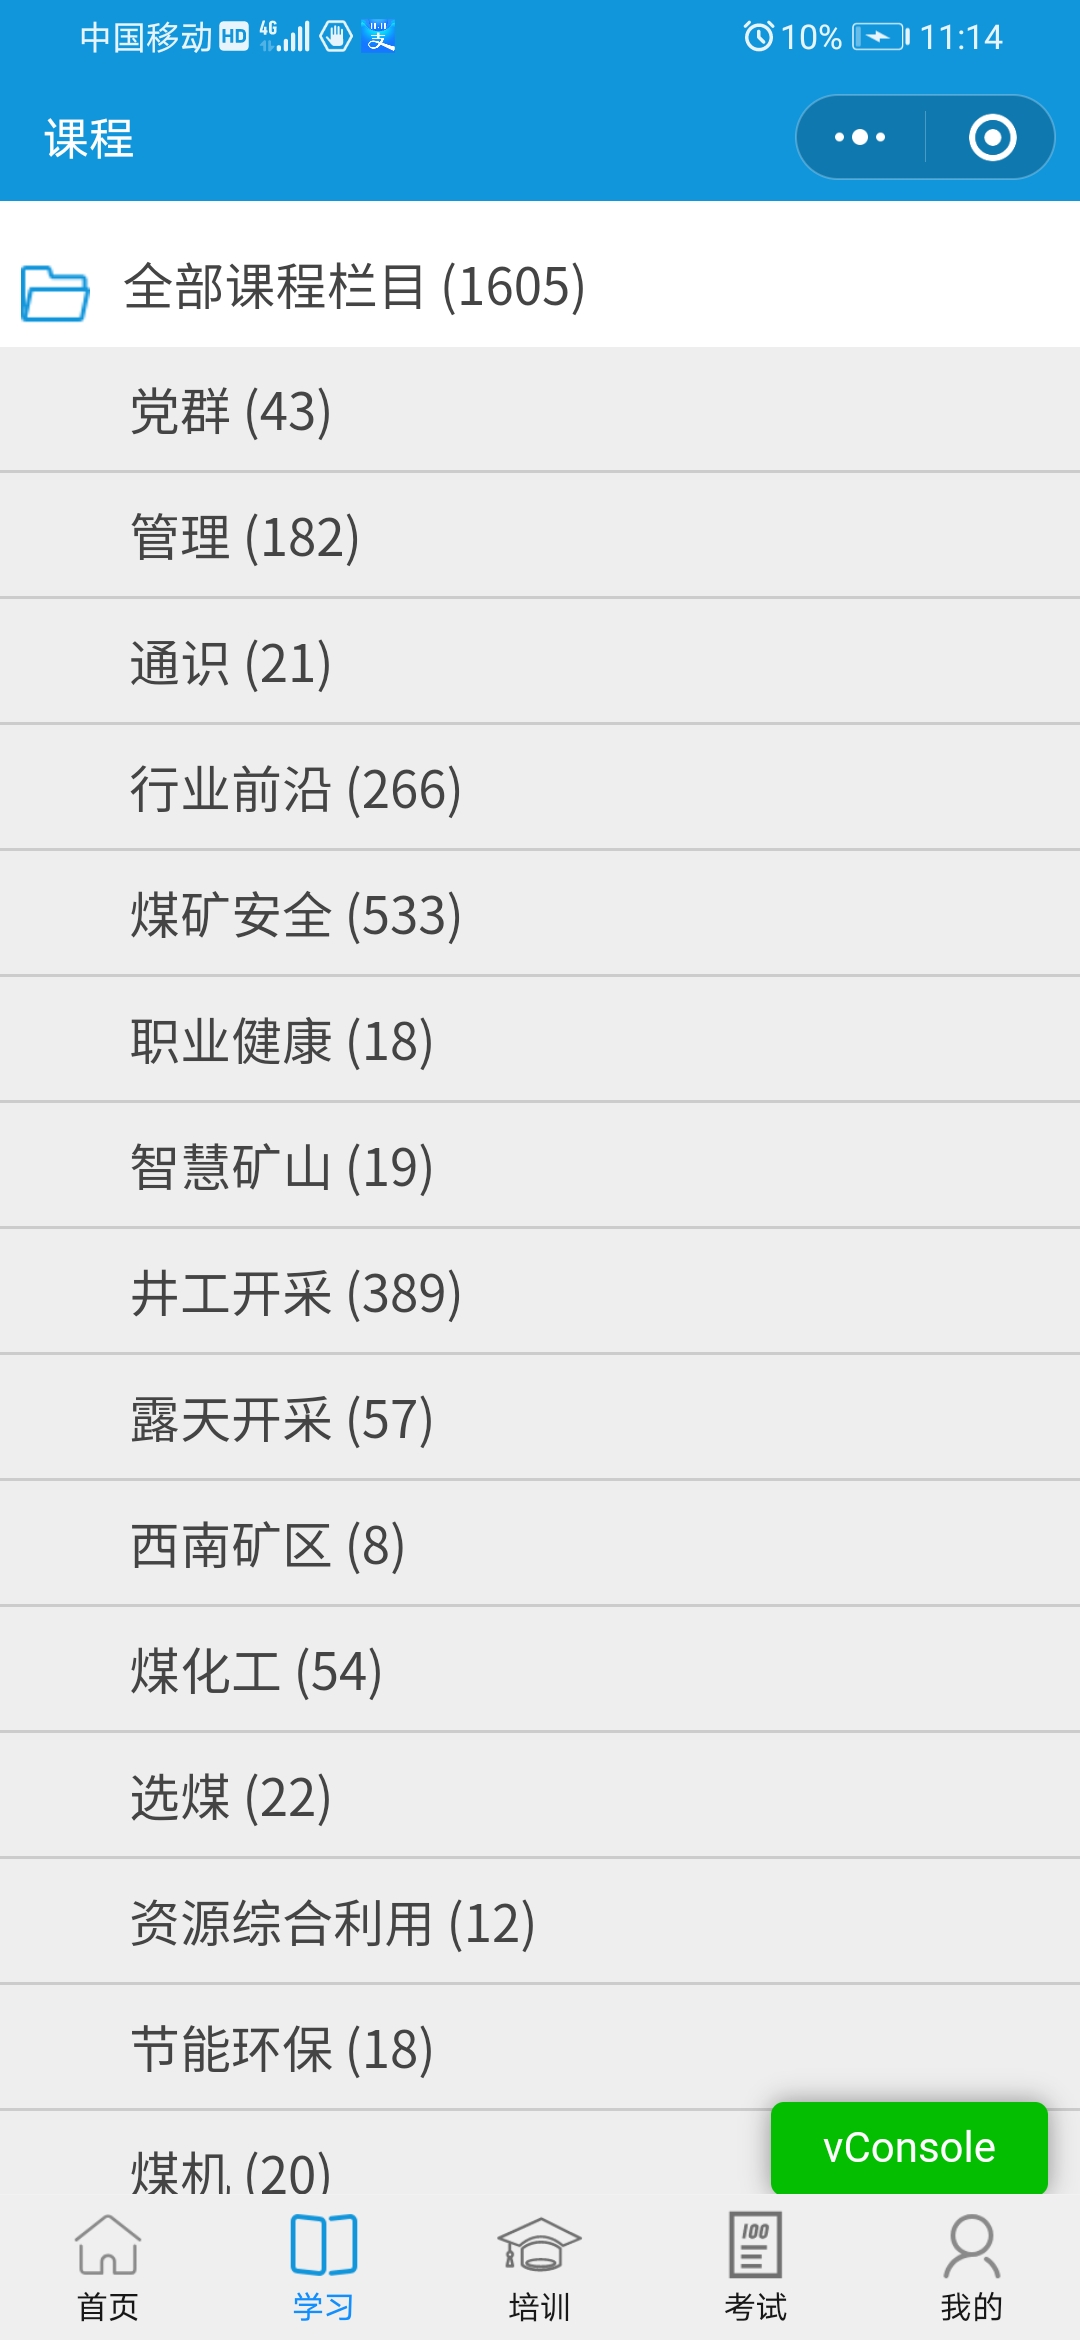 中国移动 HD 4G 支 10% 11:14
课程
全部课程栏目 (1605)
党群 (43)
管理 (182)
通识 (21)
行业前沿 (266)
煤矿安全 (533)
职业健康 (18)
智慧矿山 (19)
井工开采 (389)
露天开采 (57)
西南矿区 (8)
煤化工 (54)
选煤 (22)
资源综合利用 (12)
节能环保 (18)
煤机 (20)
vConsole
100
首页 学习 培训 考试 我的